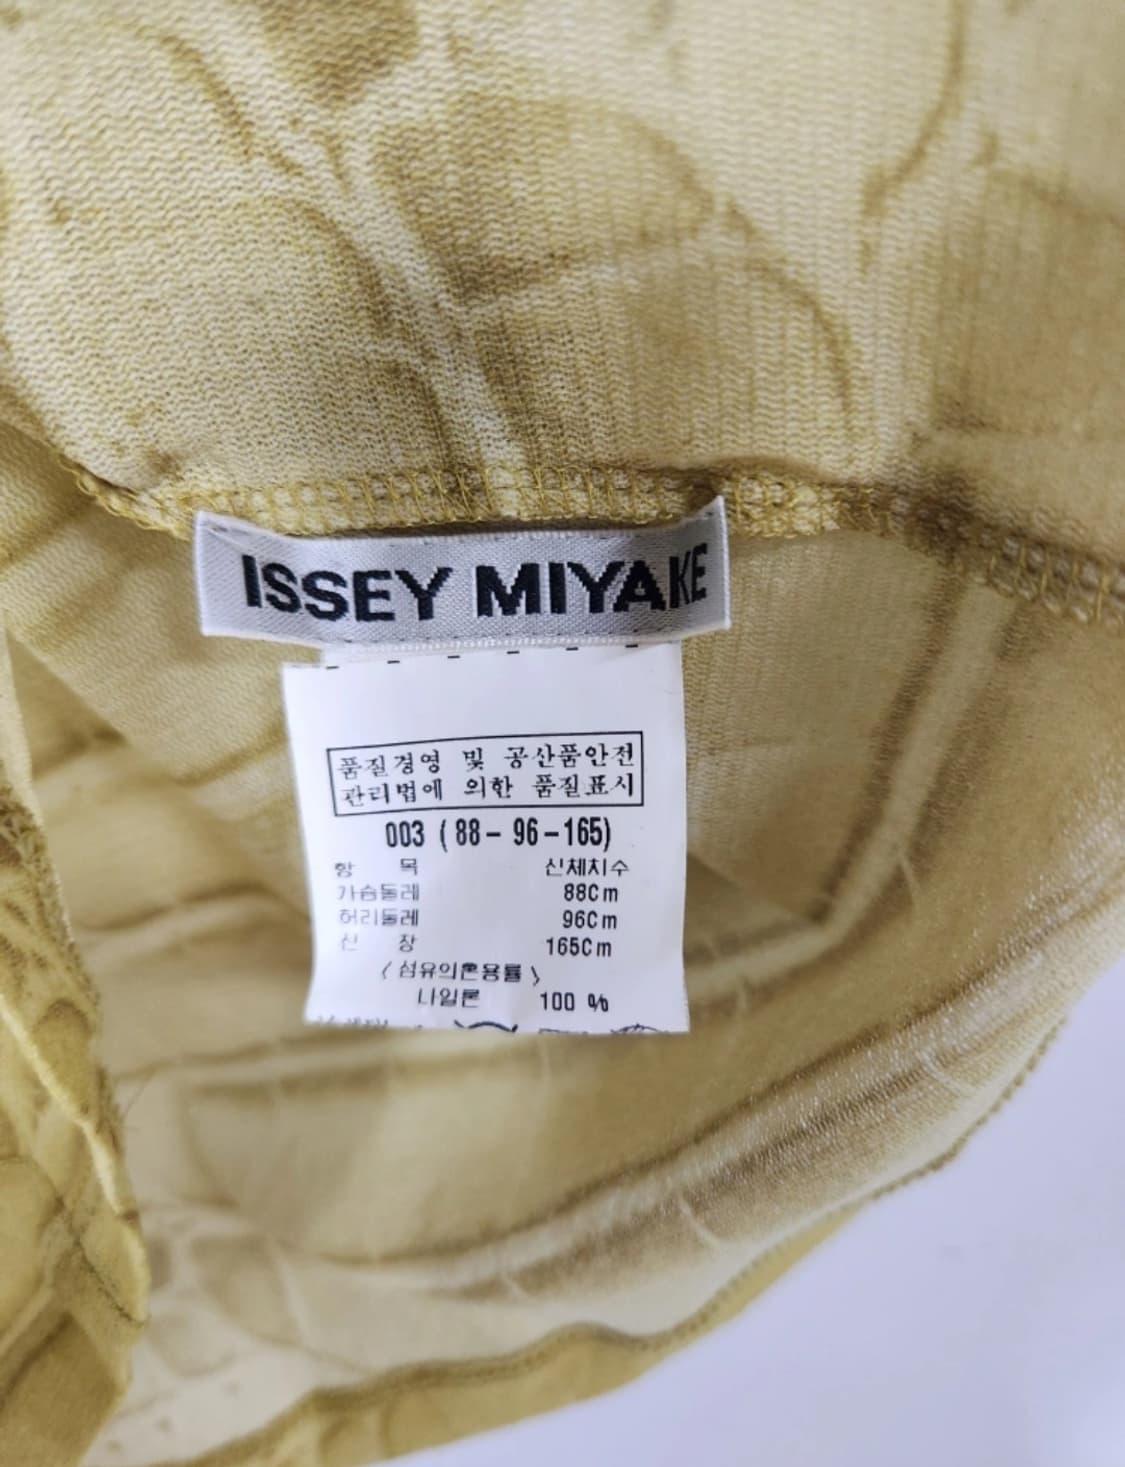 ISSEY MIYAKE
품질경영 및 공산품안전
관리법에 의한 품질표시
003 (88-96-165)
항 목 신체치수
가슴둘레 88Cm
허리둘레 96Cm
신 장 165Cm
〈섬유의혼용률〉
나일론 100 %